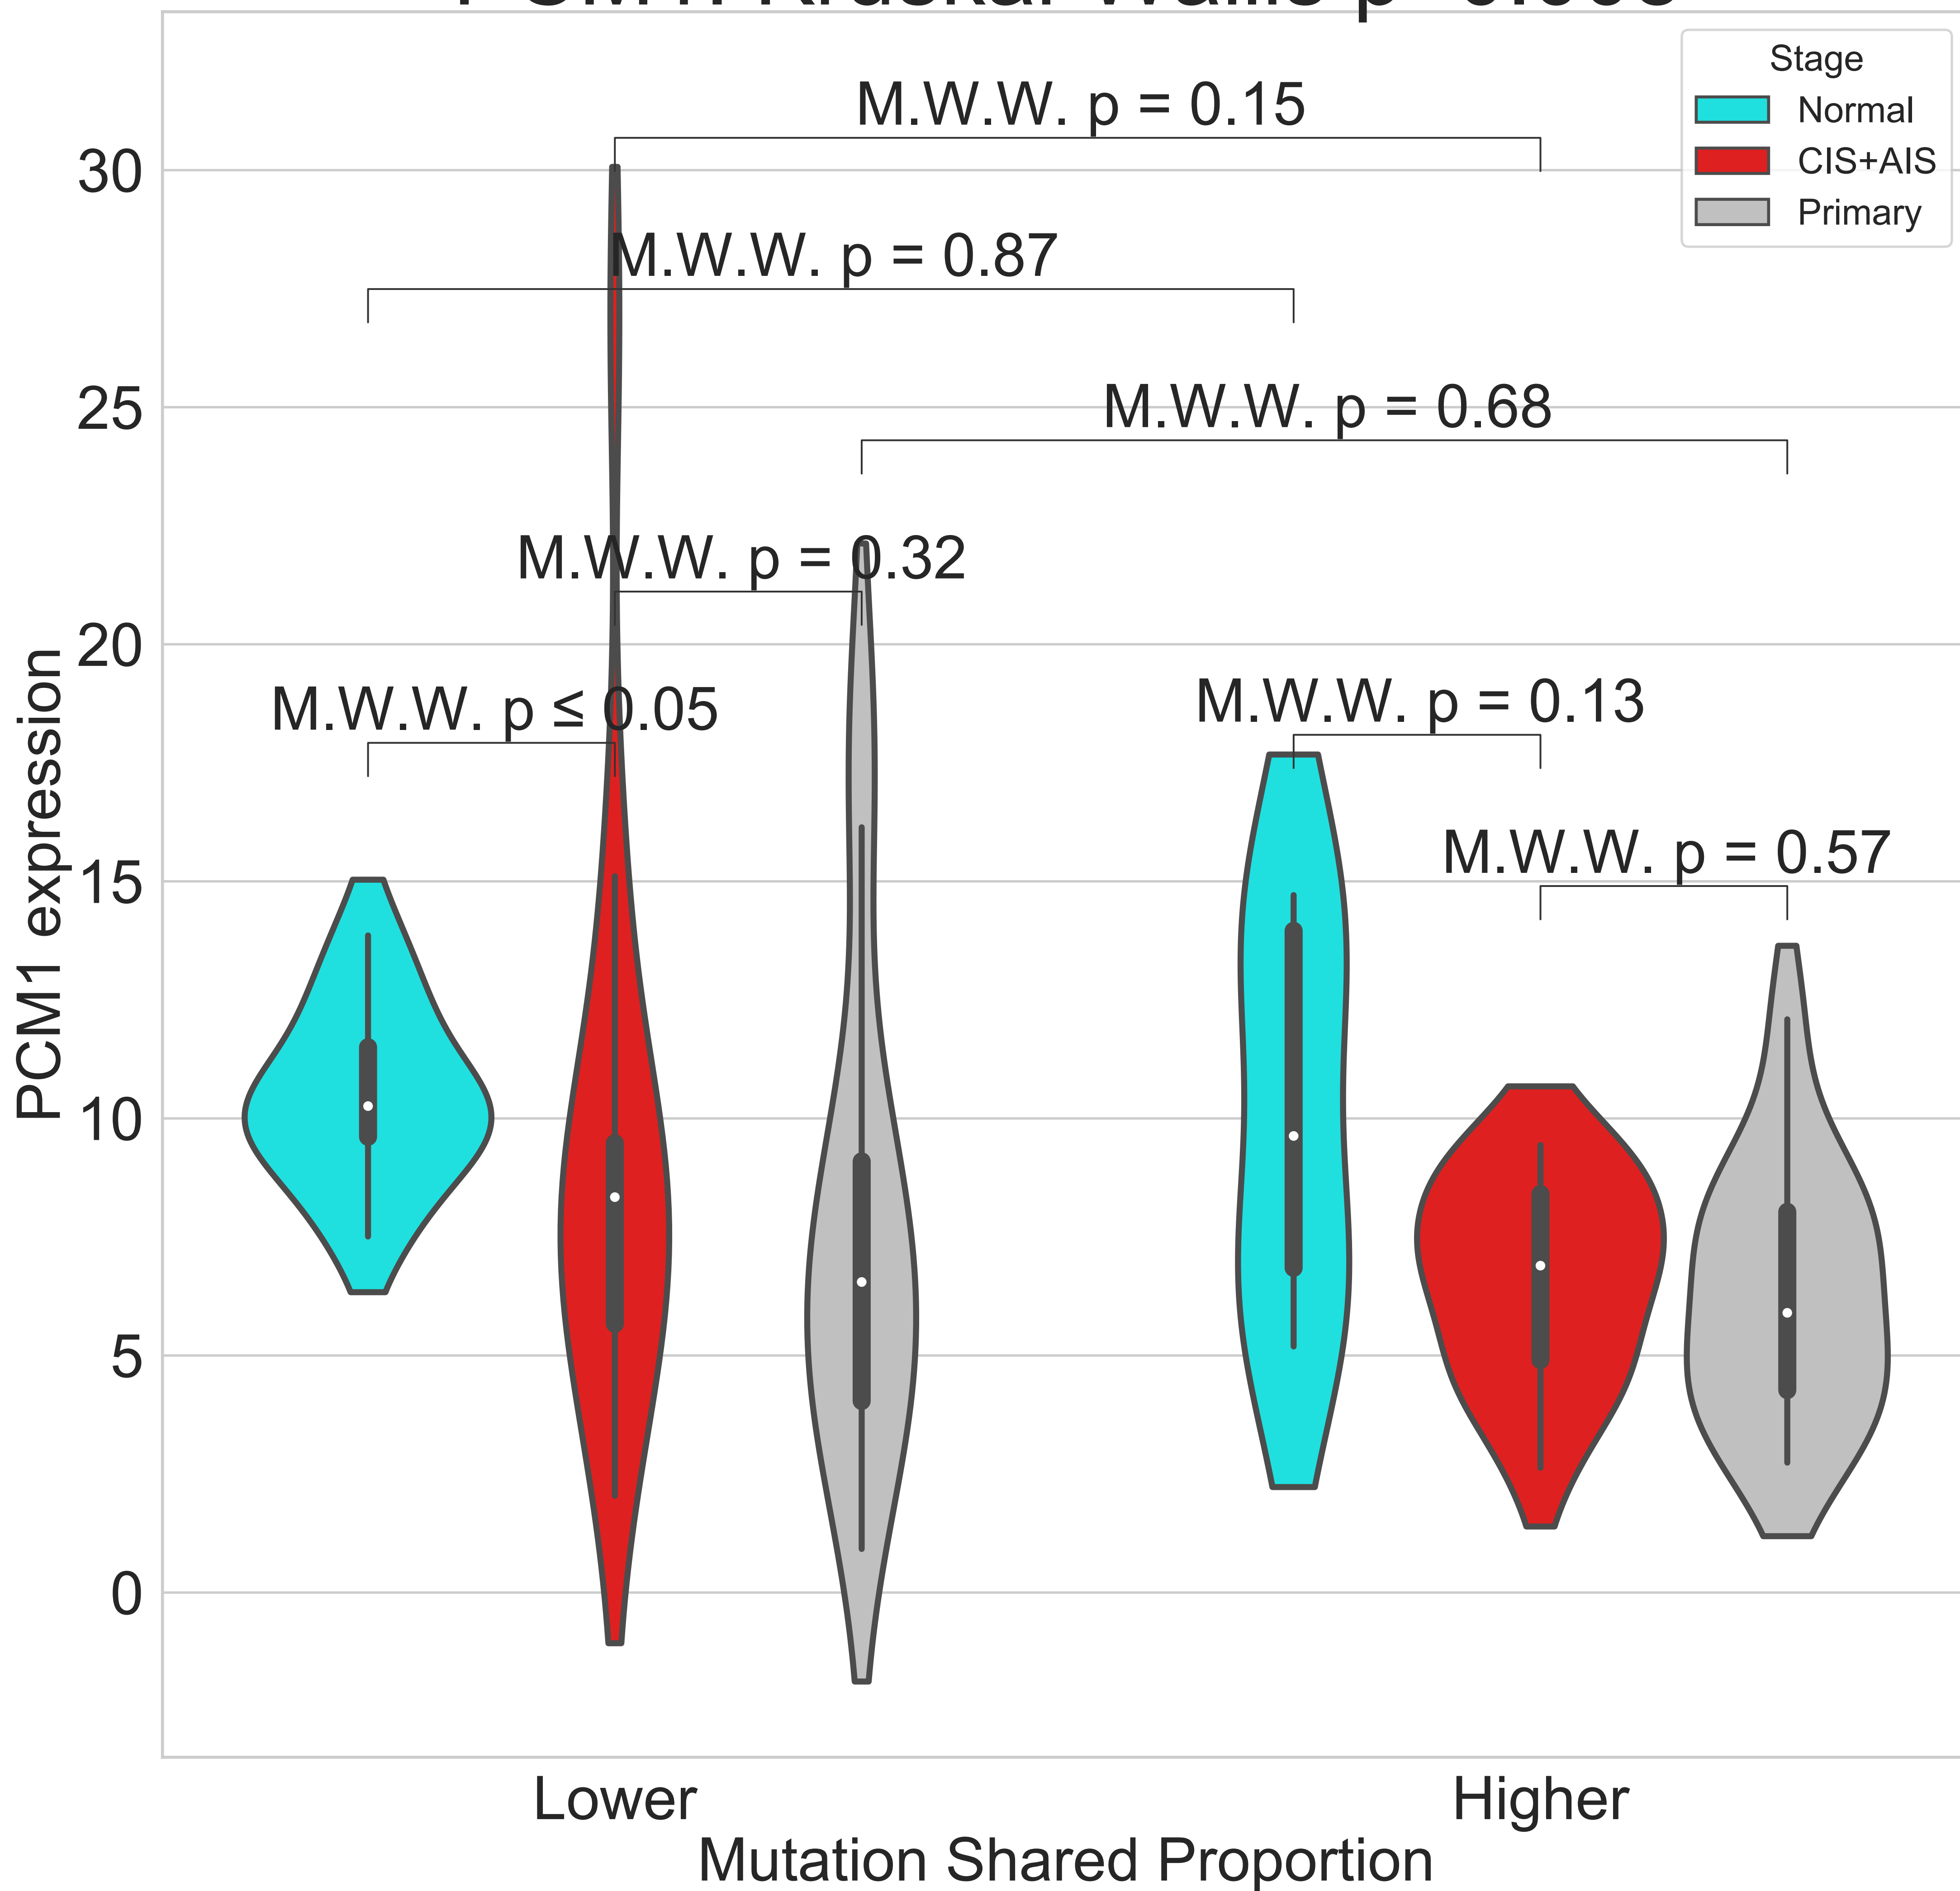 Stage
Normal
CIS+AIS
Primary
M.W.W. p = 0.15
M.W.W. p = 0.87
M.W.W. p = 0.68
M.W.W. p = 0.32
M.W.W. p ≤ 0.05
M.W.W. p = 0.13
M.W.W. p = 0.57
30
25
20
15
10
5
0
PCM1 expression
Lower
Higher
Mutation Shared Proportion